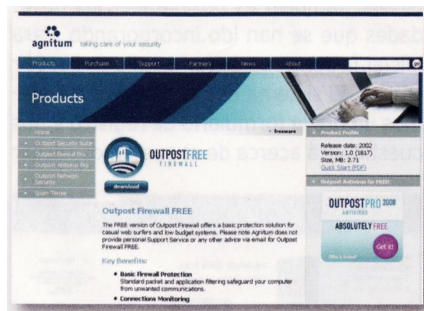 dades que se han ido incorporando
agnitum taking care of your security
Products Purchase Support Partners News About
go
Products
Home
Outpost Security Suite
Outpost Firewall Pro
Outpost Antivirus Pro
Outpost Network Security
Spam Terrier
freeware
OUTPOSTFREE
FIREWALL
download
Outpost Firewall FREE
The FREE version of Outpost Firewall offers a basic protection solution for
casual web surfers and low budget systems. Please note Agnitum does not
provide personal Support Service or any other advice via email for Outpost
Firewall FREE.
Key Benefits:
Basic Firewall Protection
Standard packet and application filtering safeguard your computer
from unwanted communications.
Connections Monitoring
Product Profile
Release date: 2002
Version: 1.0 (1817)
Size, MB: 2.71
Quick Start (PDF)
Outpost Antivirus for FREE!
OUTPOSTPRO 2008
ANTIVIRUS
ABSOLUTELY FREE
Get it!